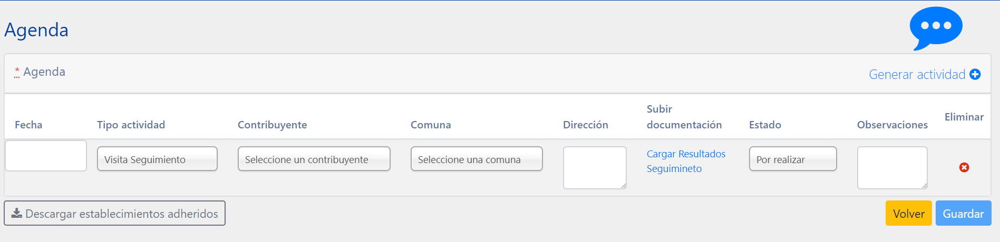 Agenda
* Agenda
Generar actividad
Fecha
Tipo actividad
Contribuyente
Comuna
Dirección
Subir
documentación
Estado
Observaciones
Eliminar
Visita Seguimiento
Seleccione un contribuyente
Seleccione una comuna
Cargar Resultados
Seguimineto
Por realizar
Descargar establecimientos adheridos
Volver
Guardar